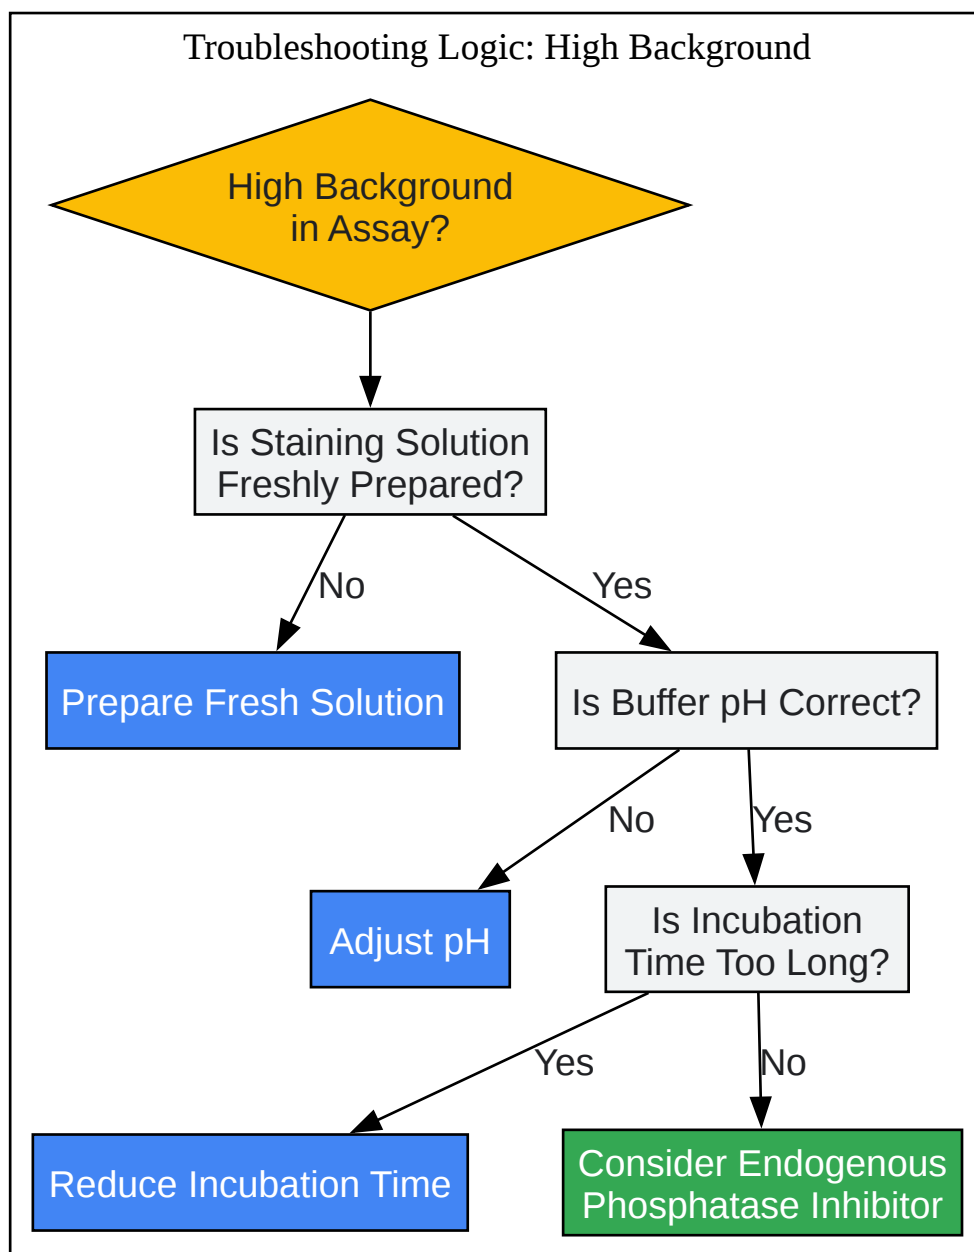 Troubleshooting Logic: High Background
High Background
in Assay?
Is Staining Solution
Freshly Prepared?
No
Yes
Prepare Fresh Solution
Is Buffer pH Correct?
No
Yes
Adjust pH
Is Incubation
Time Too Long?
Yes
No
Reduce Incubation Time
Consider Endogenous
Phosphatase Inhibitor